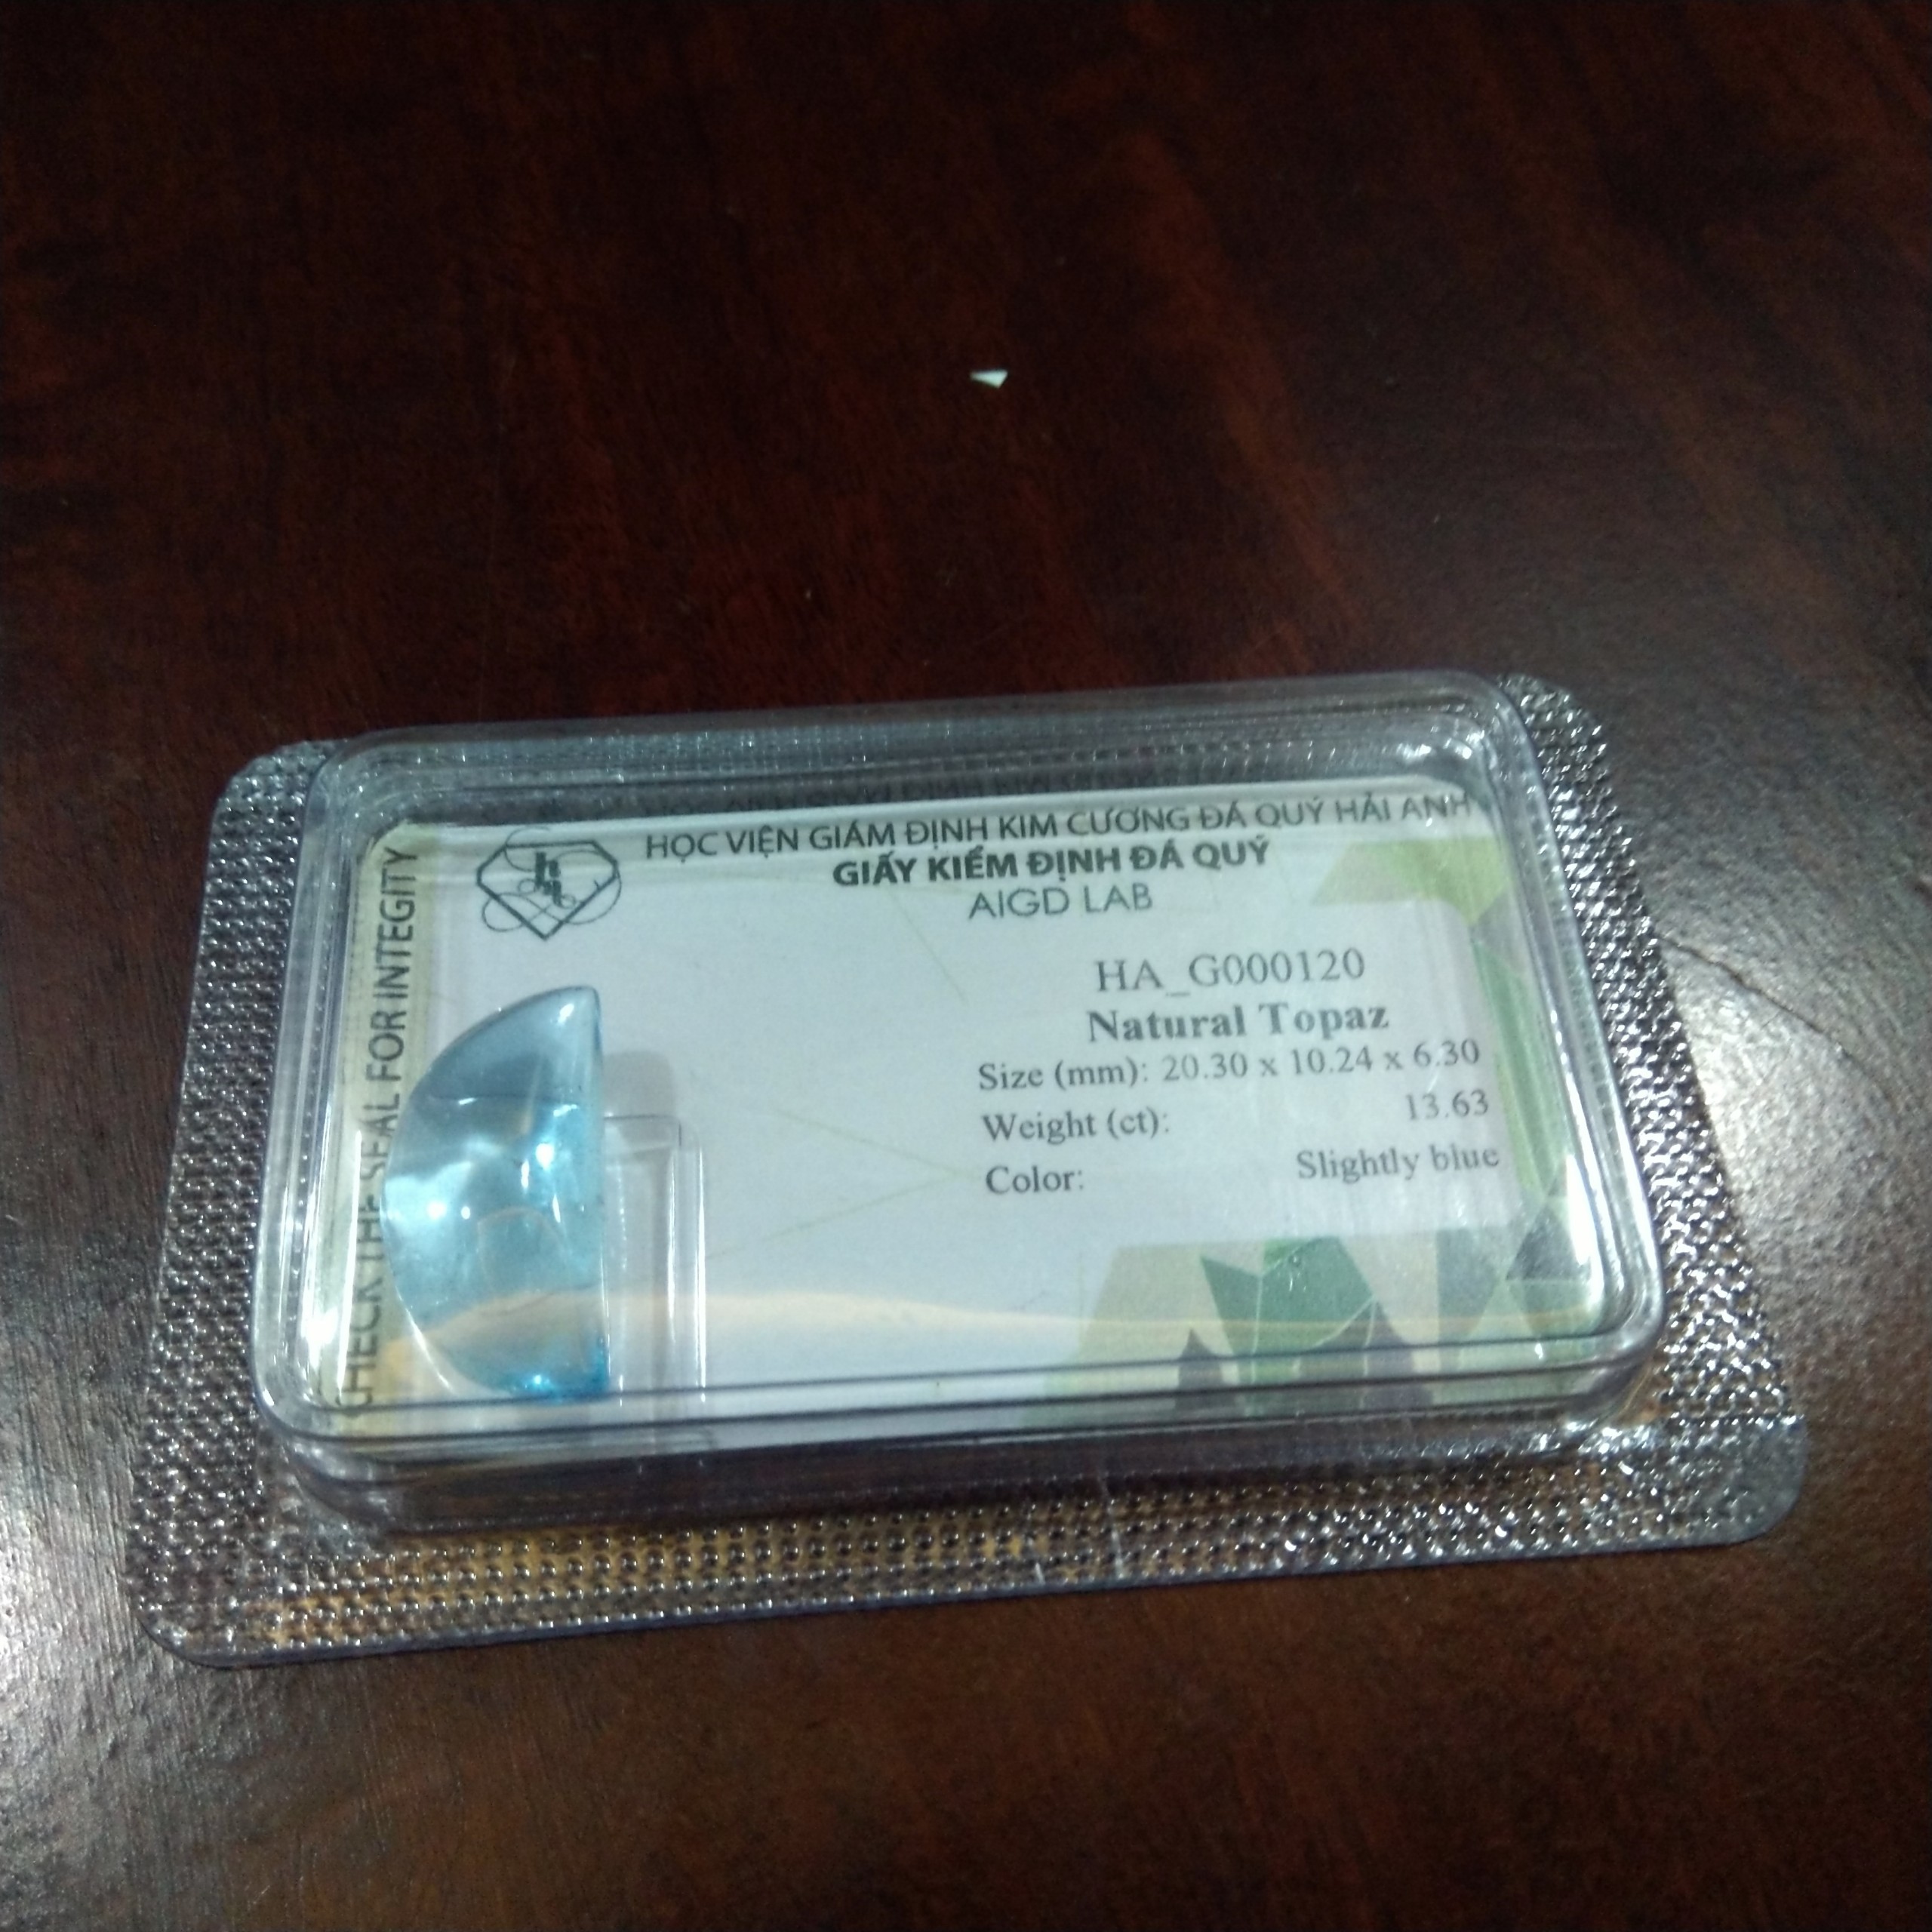 HỌC VIỆN GIÁM ĐỊNH KIM CƯƠNG ĐÁ QUÝ HẢI ANH
GIẤY KIỂM ĐỊNH ĐÁ QUÝ
AIGD LAB
CHECK THE SEAL FOR INTEGITY
HA_G000120
Natural Topaz
Size (mm): 20.30 x 10.24 x 6.30
Weight (ct): 13.63
Color: Slightly blue